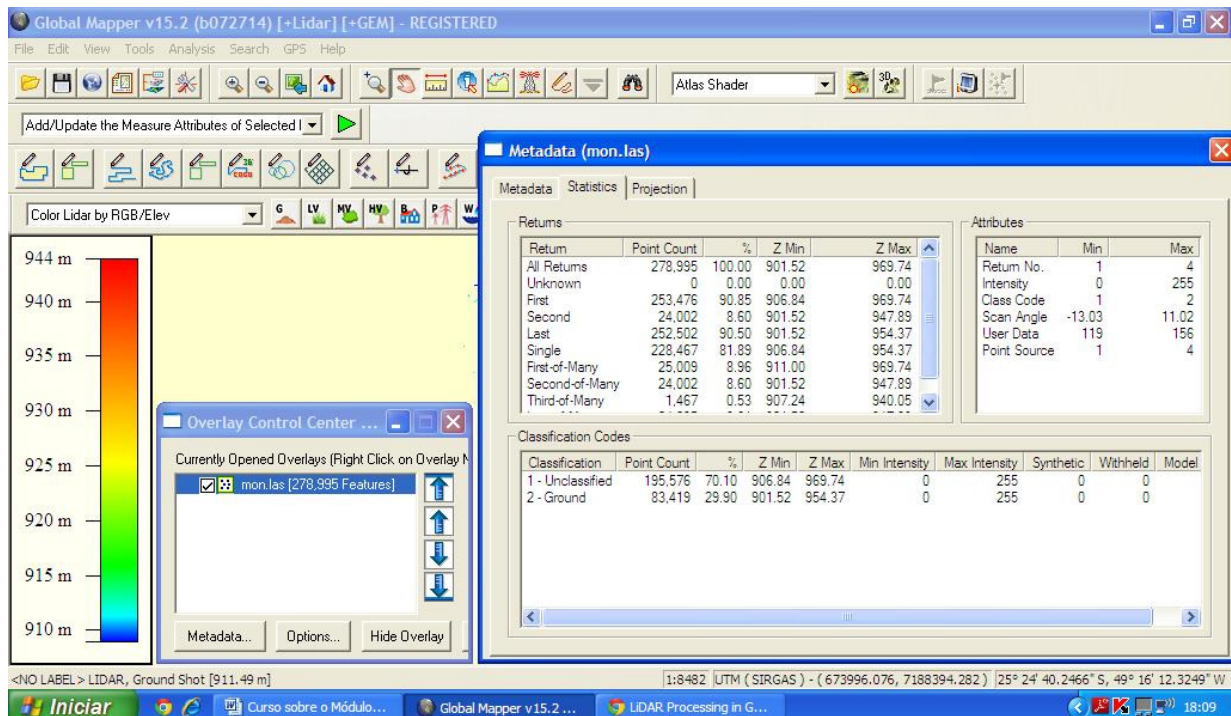 Global Mapper v15.2 (b072714) [+Lidar] [+GEM] - REGISTERED
File Edit View Tools Analysis Search GPS Help
Atlas Shader
3D
Add/Update the Measure Attributes of Selected
Color Lidar by RGB/Elev
G LV MV HV B P W
944 m
940 m
935 m
930 m
925 m
920 m
915 m
910 m
Overlay Control Center ...
Currently Opened Overlays (Right Click on Overlay
mon.las [278,995 Features]
Metadata... Options... Hide Overlay
Metadata (mon.las)
Metadata Statistics Projection
Returns
Return Point Count % Z Min Z Max
All Returns 278,995 100.00 901.52 969.74
Unknown 0 0.00 0.00 0.00
First 253,476 90.85 906.84 969.74
Second 24,002 8.60 901.52 947.89
Last 252,502 90.50 901.52 954.37
Single 228,467 81.89 906.84 954.37
First-of-Many 25,009 8.96 911.00 969.74
Second-of-Many 24,002 8.60 901.52 947.89
Third-of-Many 1,467 0.53 907.24 940.05
Attributes
Name Min Max
Return No. 1 4
Intensity 0 255
Class Code 1 2
Scan Angle -13.03 11.02
User Data 119 156
Point Source 1 4
Classification Codes
Classification Point Count % Z Min Z Max Min Intensity Max Intensity Synthetic Withheld Model
1 - Unclassified 195,576 70.10 906.84 969.74 0 255 0 0
2 - Ground 83,419 29.90 901.52 954.37 0 255 0 0
<NO LABEL> LIDAR, Ground Shot [911.49 m]
1:8482 UTM ( SIRGAS ) - ( 673996.076, 7188394.282 ) 25° 24' 40.2466" S, 49° 16' 12.3249" W
Iniciar Curso sobre o Módulo... Global Mapper v15.2 ... LiDAR Processing in G... 18:09